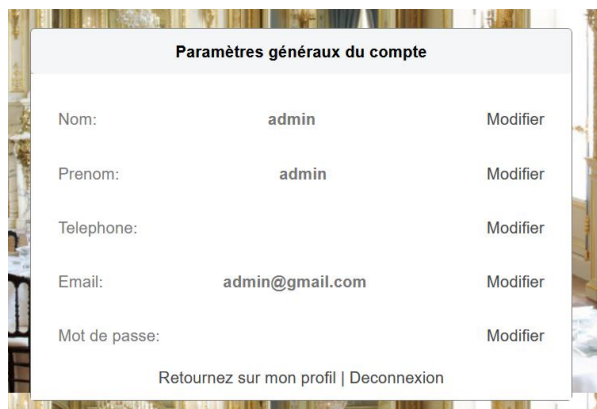 Paramètres généraux du compte
Nom: admin Modifier
Prenom: admin Modifier
Telephone: Modifier
Email: admin@gmail.com Modifier
Mot de passe: Modifier
Retournez sur mon profil | Deconnexion